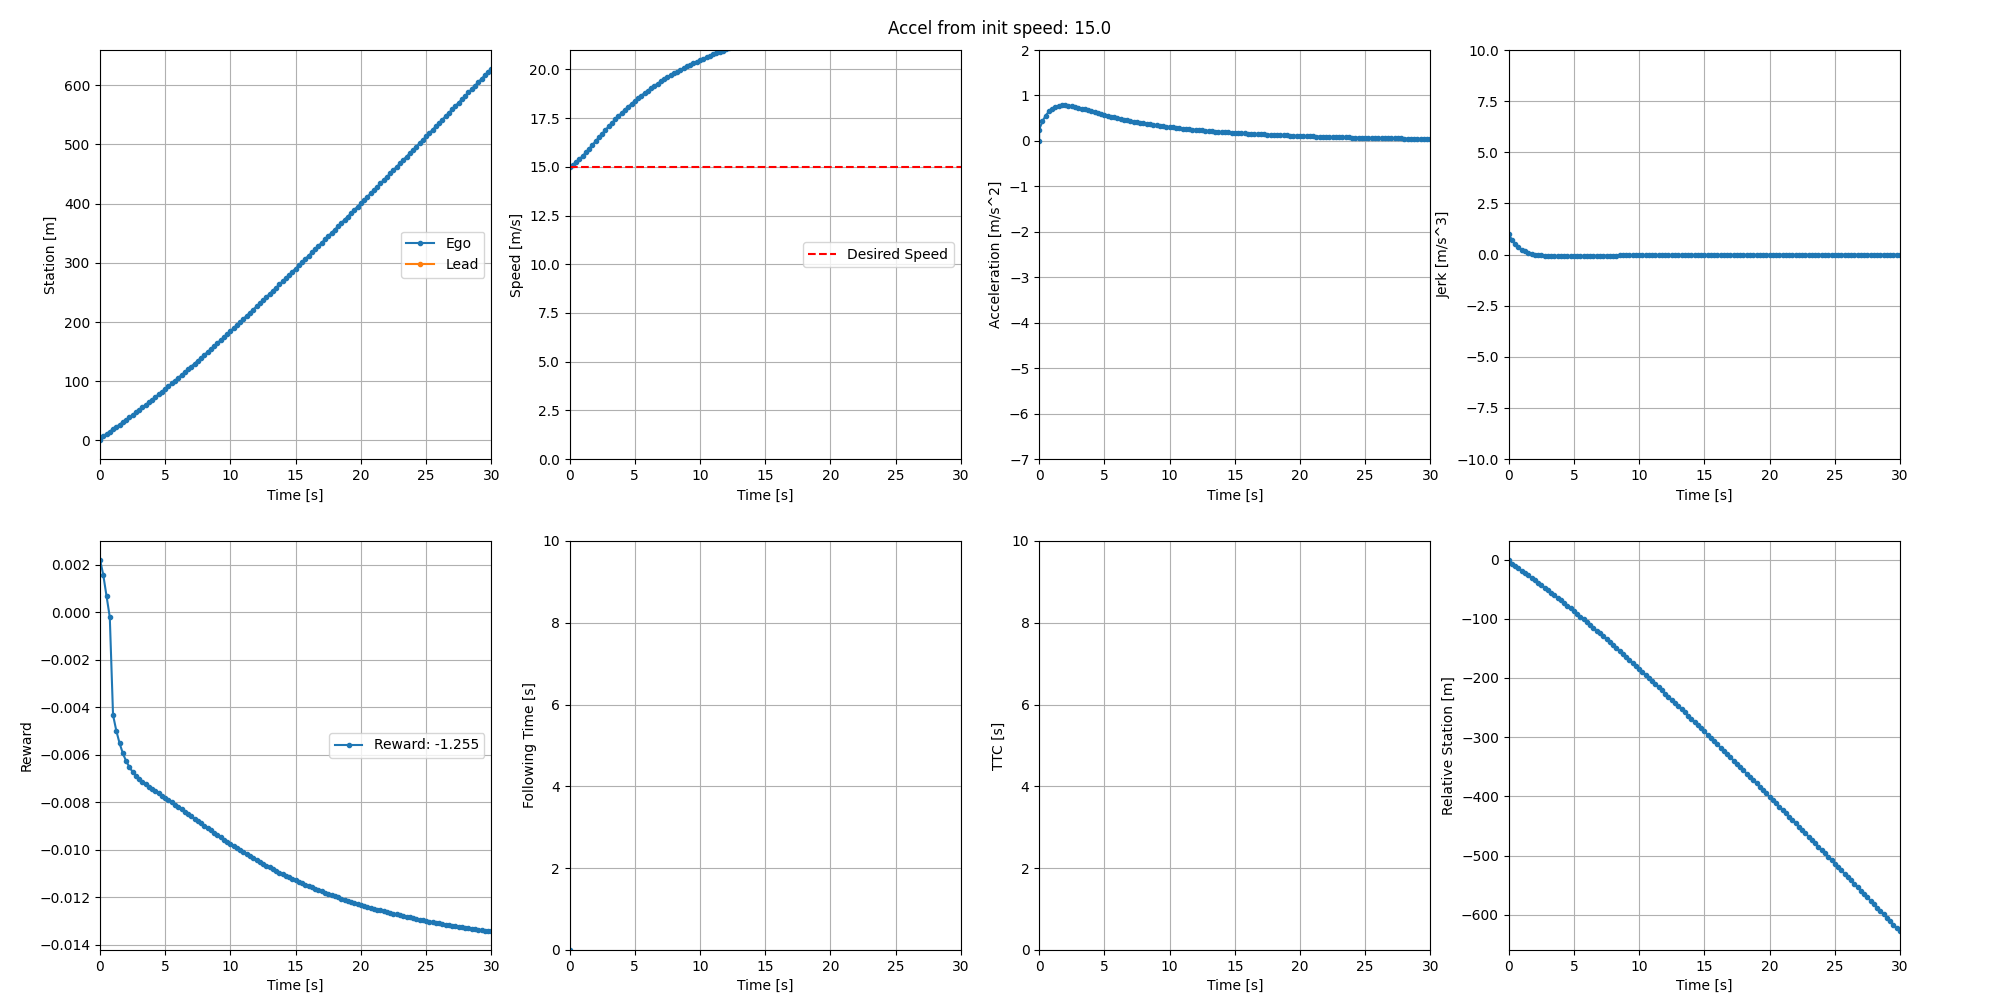 Accel from init speed: 15.0
Station [m]
600
500
400
300
200
100
0
Ego
Lead
0 5 10 15 20 25 30
Time [s]
Speed [m/s]
20.0
17.5
15.0
12.5
10.0
7.5
5.0
2.5
0.0
Desired Speed
0 5 10 15 20 25 30
Time [s]
Acceleration [m/s^2]
2
1
0
−1
−2
−3
−4
−5
−6
−7
0 5 10 15 20 25 30
Time [s]
Jerk [m/s^3]
10.0
7.5
5.0
2.5
0.0
−2.5
−5.0
−7.5
−10.0
0 5 10 15 20 25 30
Time [s]
Reward
0.002
0.000
−0.002
−0.004
−0.006
−0.008
−0.010
−0.012
−0.014
Reward: -1.255
0 5 10 15 20 25 30
Time [s]
Following Time [s]
10
8
6
4
2
0
0 5 10 15 20 25 30
Time [s]
TTC [s]
10
8
6
4
2
0
0 5 10 15 20 25 30
Time [s]
Relative Station [m]
0
−100
−200
−300
−400
−500
−600
0 5 10 15 20 25 30
Time [s]